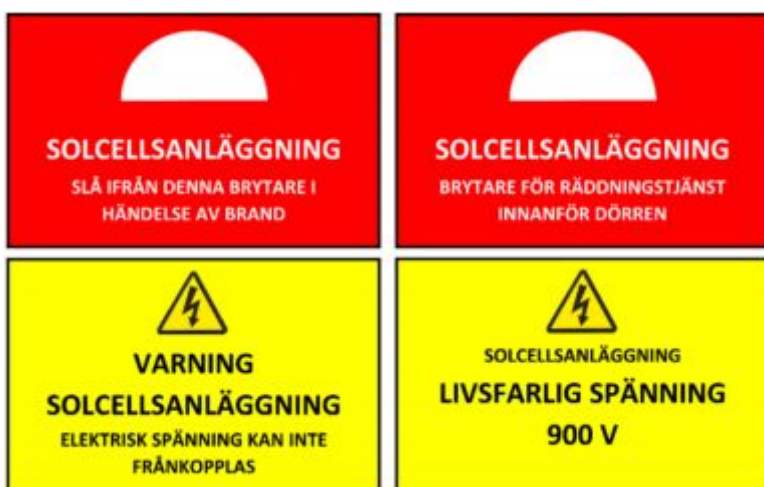 SOLCELLSANLÄGGNING
SLÅ IFRÅN DENNA BRYTARE I
HÄNDELSE AV BRAND
SOLCELLSANLÄGGNING
BRYTARE FÖR RÄDDNINGSTJÄNST
INNANFÖR DÖRREN
VARNING
SOLCELLSANLÄGGNING
ELEKTRISK SPÄNNING KAN INTE
FRÅNKOPPLAS
SOLCELLSANLÄGGNING
LIVSFARLIG SPÄNNING
900 V